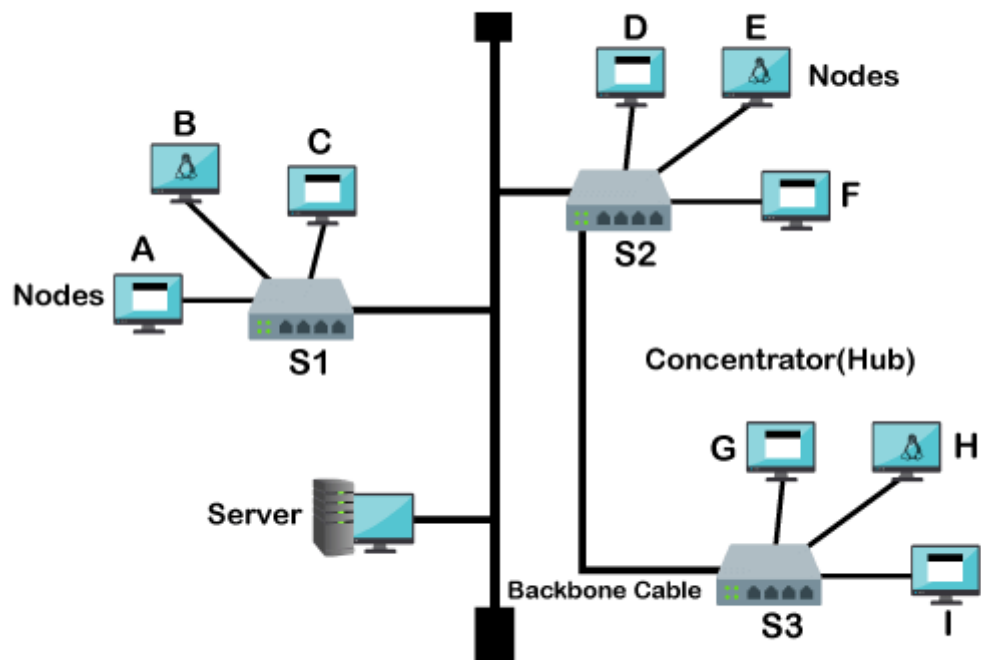 D
E
Nodes
B
C
F
A
S2
Nodes
S1
Concentrator(Hub)
G
H
Server
Backbone Cable
S3
I